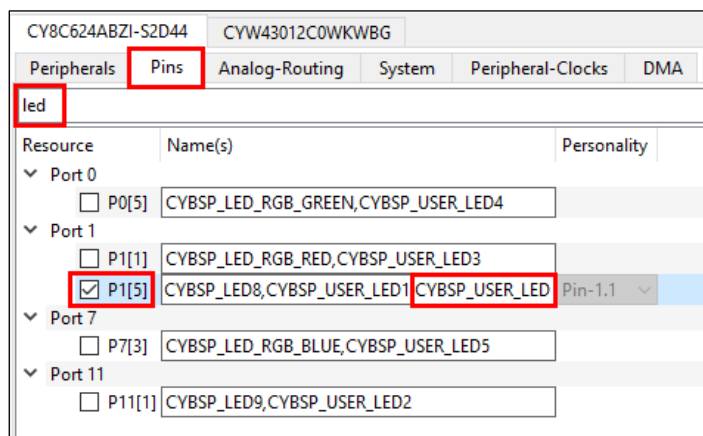 CY8C624ABZI-S2D44 CYW43012C0WKWBG
Peripherals Pins Analog-Routing System Peripheral-Clocks DMA
led
Resource Name(s) Personality
Port 0
P0[5] CYBSP_LED_RGB_GREEN,CYBSP_USER_LED4
Port 1
P1[1] CYBSP_LED_RGB_RED,CYBSP_USER_LED3
P1[5] CYBSP_LED8,CYBSP_USER_LED1 CYBSP_USER_LED Pin-1.1
Port 7
P7[3] CYBSP_LED_RGB_BLUE,CYBSP_USER_LED5
Port 11
P11[1] CYBSP_LED9,CYBSP_USER_LED2